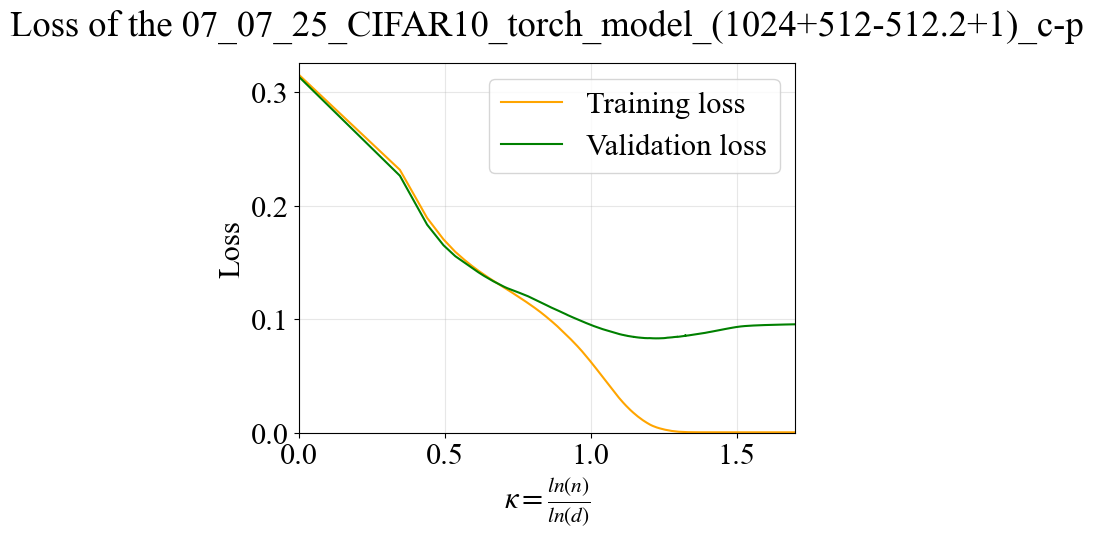 Loss of the 07_07_25_CIFAR10_torch_model_(1024+512-512.2+1)_c-p
Training loss
Validation loss
Loss
0.3
0.2
0.1
0.0
0.0 0.5 1.0 1.5
κ = ln(n)/ln(d)